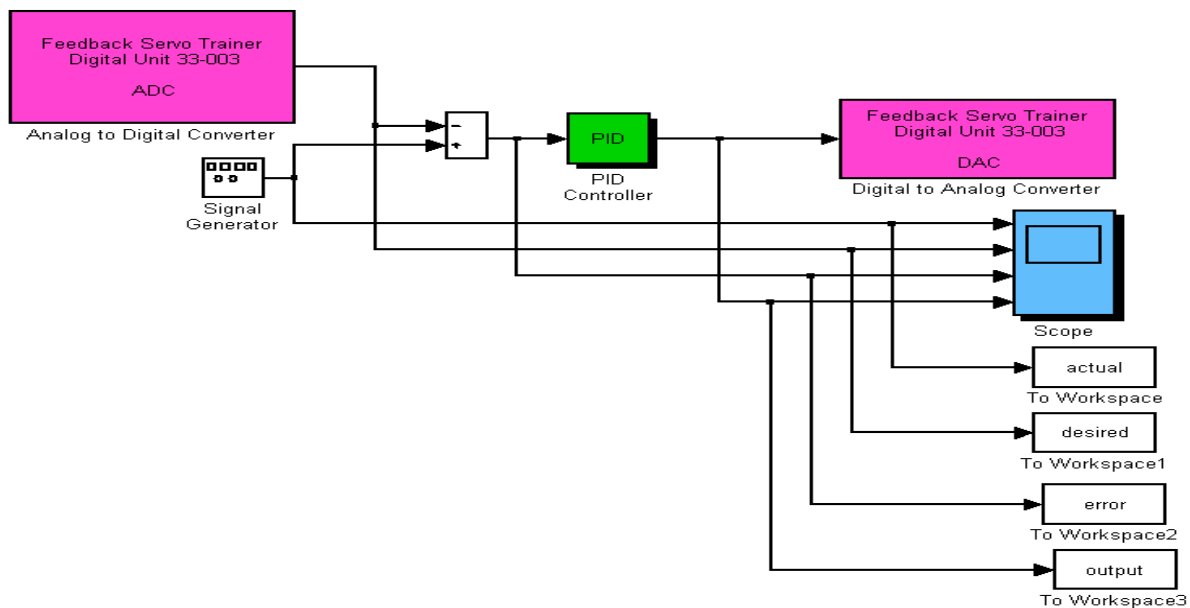 Feedback Servo Trainer
Digital Unit 33-003
ADC
Analog to Digital Converter
Signal
Generator
−
+
PID
PID
Controller
Feedback Servo Trainer
Digital Unit 33-003
DAC
Digital to Analog Converter
Scope
actual
To Workspace
desired
To Workspace1
error
To Workspace2
output
To Workspace3